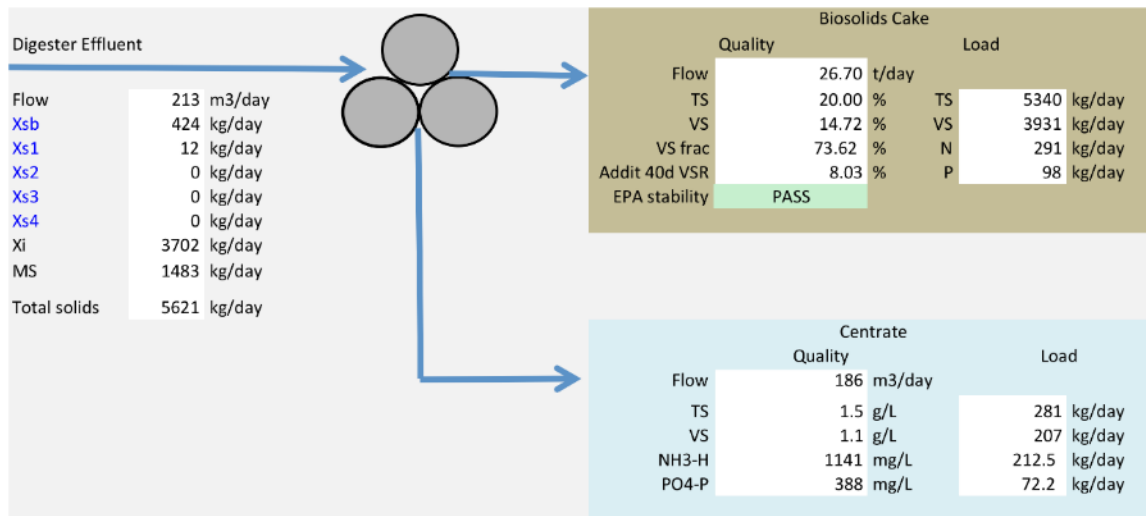 Digester Effluent
Flow 213 m3/day
Xsb 424 kg/day
Xs1 12 kg/day
Xs2 0 kg/day
Xs3 0 kg/day
Xs4 0 kg/day
Xi 3702 kg/day
MS 1483 kg/day
Total solids 5621 kg/day
Biosolids Cake
Quality Load
Flow 26.70 t/day
TS 20.00 % TS 5340 kg/day
VS 14.72 % VS 3931 kg/day
VS frac 73.62 % N 291 kg/day
Addit 40d VSR 8.03 % P 98 kg/day
EPA stability PASS
Centrate
Quality Load
Flow 186 m3/day
TS 1.5 g/L 281 kg/day
VS 1.1 g/L 207 kg/day
NH3-H 1141 mg/L 212.5 kg/day
PO4-P 388 mg/L 72.2 kg/day